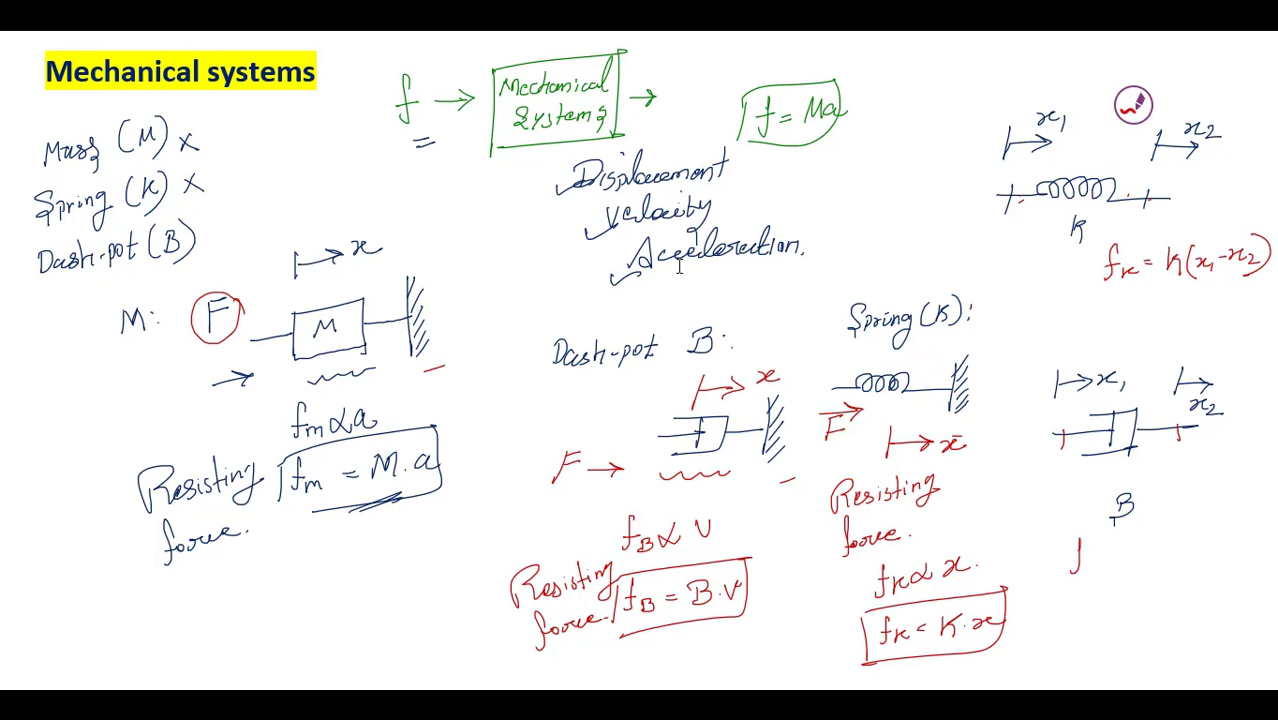 Mechanical systems
Mass (M) x
Spring (K) x
Dash-pot (B)
f → Mechanical Systems →
f = Ma
Displacement
Velocity
Acceleration.
x1
x2
K
fK = K(x1-x2)
M:
F
x
M
fm ∝ a
Resisting force.
fm = M.a
Dash-pot B:
x
F →
fB ∝ V
Resisting force.
fB = B.V
Spring (K):
F
x
Resisting force.
fK ∝ x.
fK = K.x
x1
x2
B
f